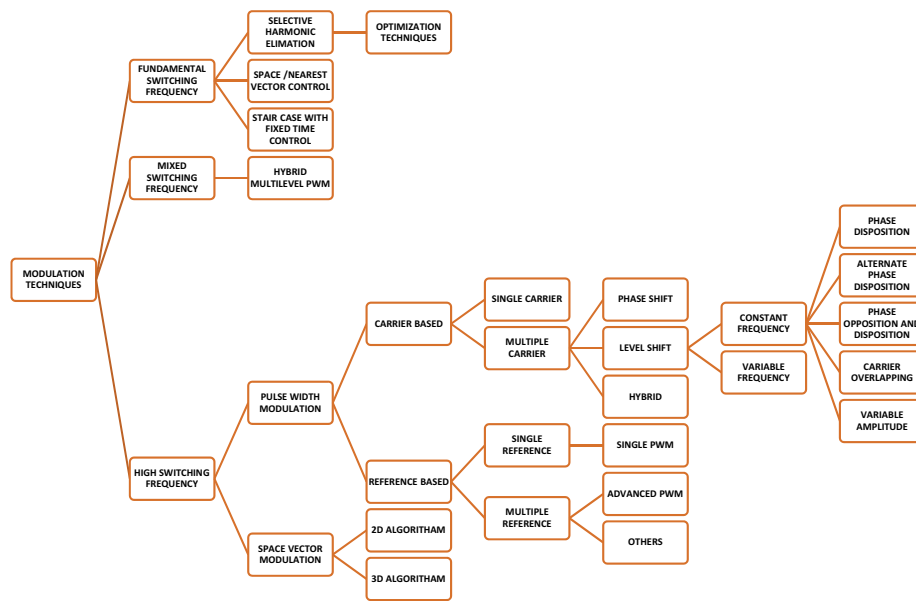 SELECTIVE
HARMONIC
ELIMATION
OPTIMIZATION
TECHNIQUES
FUNDAMENTAL
SWITCHING
FREQUENCY
SPACE /NEAREST
VECTOR CONTROL
STAIR CASE WITH
FIXED TIME
CONTROL
MIXED
SWITCHING
FREQUENCY
HYBRID
MULTILEVEL PWM
MODULATION
TECHNIQUES
HIGH SWITCHING
FREQUENCY
PULSE WIDTH
MODULATION
CARRIER BASED
SINGLE CARRIER
MULTIPLE
CARRIER
PHASE SHIFT
LEVEL SHIFT
HYBRID
CONSTANT
FREQUENCY
VARIABLE
FREQUENCY
PHASE
DISPOSITION
ALTERNATE
PHASE
DISPOSITION
PHASE
OPPOSITION AND
DISPOSITION
CARRIER
OVERLAPPING
VARIABLE
AMPLITUDE
REFERENCE BASED
SINGLE
REFERENCE
SINGLE PWM
MULTIPLE
REFERENCE
ADVANCED PWM
OTHERS
SPACE VECTOR
MODULATION
2D ALGORITHAM
3D ALGORITHAM